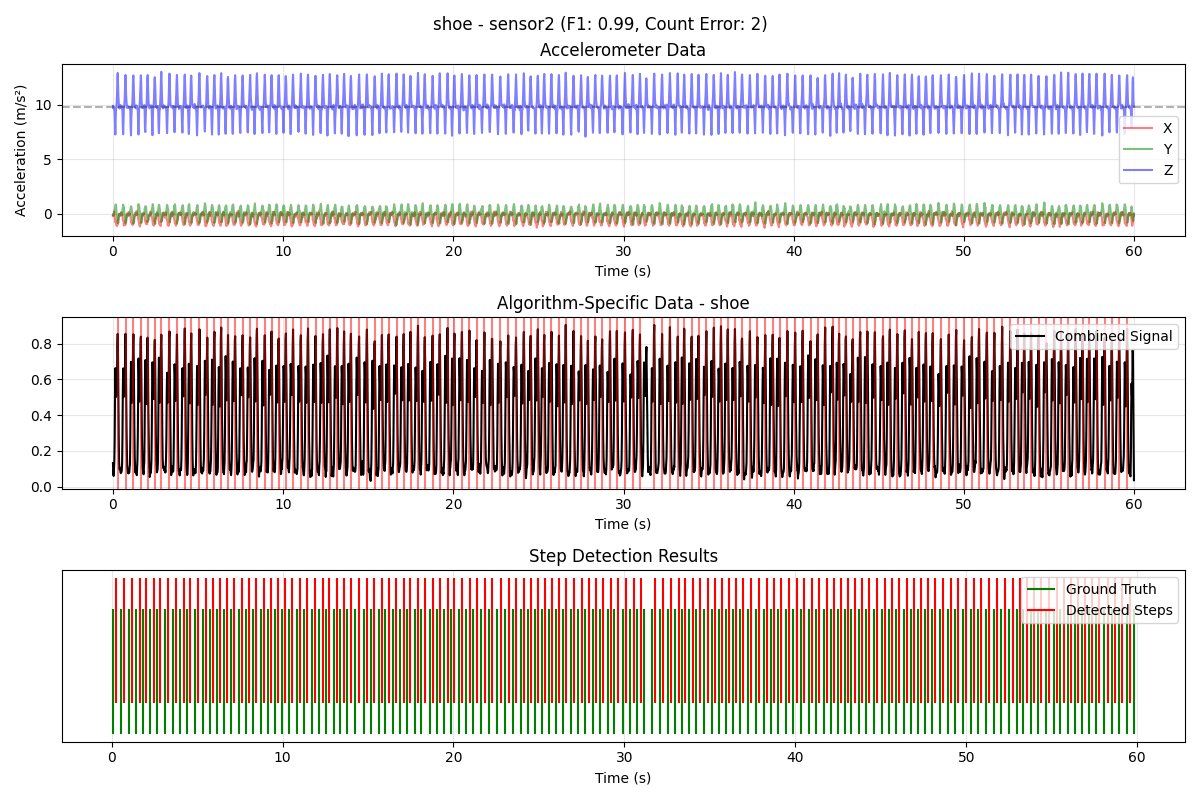 shoe - sensor2 (F1: 0.99, Count Error: 2)
Accelerometer Data
Acceleration (m/s²)
10
5
0
X
Y
Z
0 10 20 30 40 50 60
Time (s)
Algorithm-Specific Data - shoe
0.8
0.6
0.4
0.2
0.0
Combined Signal
0 10 20 30 40 50 60
Time (s)
Step Detection Results
Ground Truth
Detected Steps
0 10 20 30 40 50 60
Time (s)